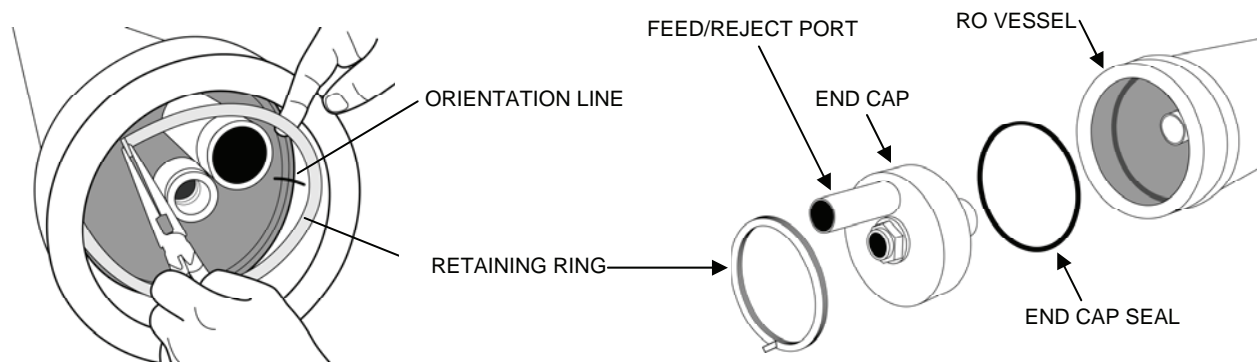 RO VESSEL
FEED/REJECT PORT
END CAP
ORIENTATION LINE
RETAINING RING
END CAP SEAL